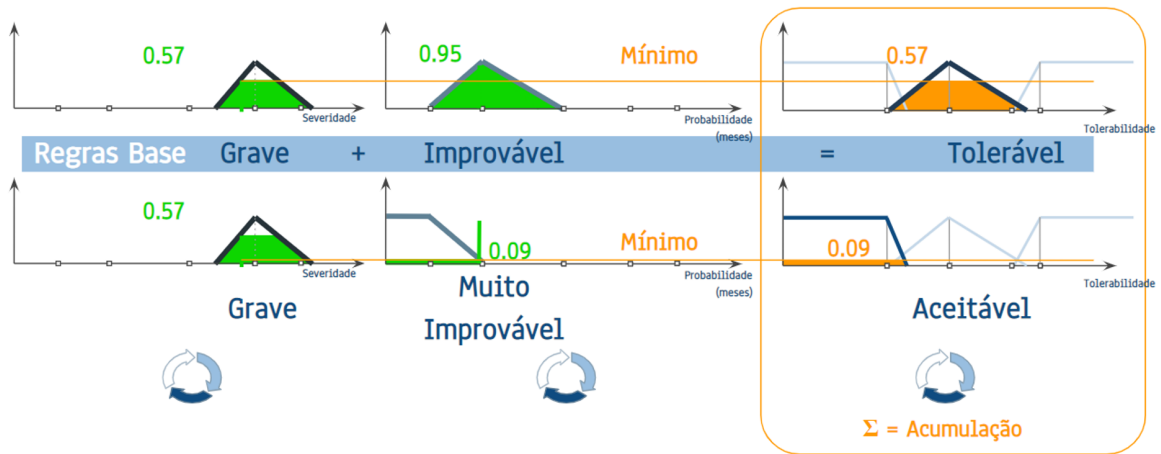 0.57
0.95
Mínimo
0.57
Severidade
Probabilidade
(meses)
Tolerabilidade
Regras Base Grave + Improvável = Tolerável
0.57
0.09
Mínimo
0.09
Severidade
Probabilidade
(meses)
Tolerabilidade
Grave
Muito
Improvável
Aceitável
Σ = Acumulação